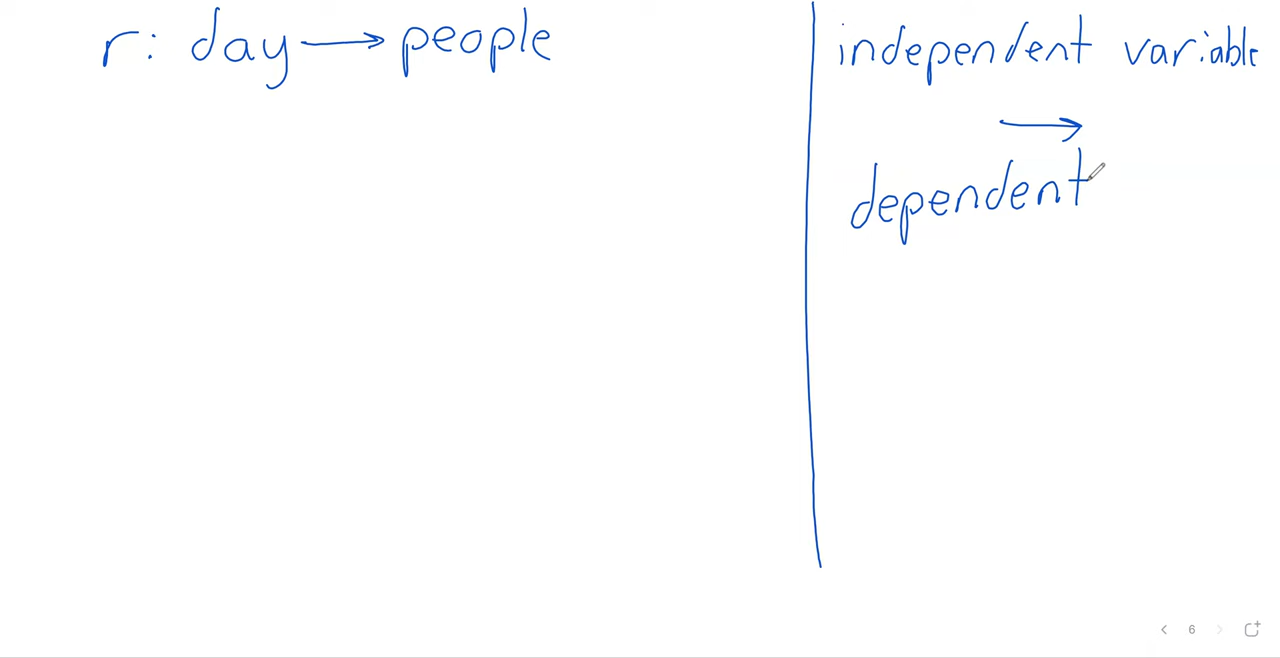 r: day → people
independent variable
→
dependent
6